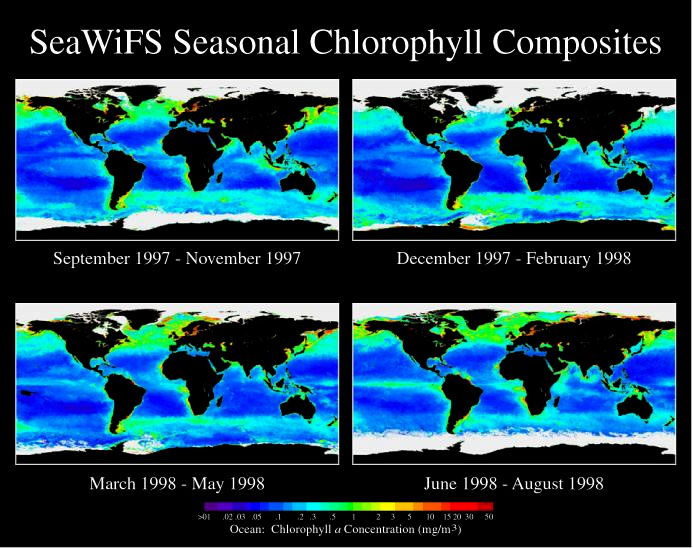 SeaWiFS Seasonal Chlorophyll Composites
September 1997 - November 1997
December 1997 - February 1998
March 1998 - May 1998
June 1998 - August 1998
>.01 .02 .03 .05 .1 .2 .3 .5 1 2 3 5 10 15 20 30 50
Ocean: Chlorophyll a Concentration (mg/m3)